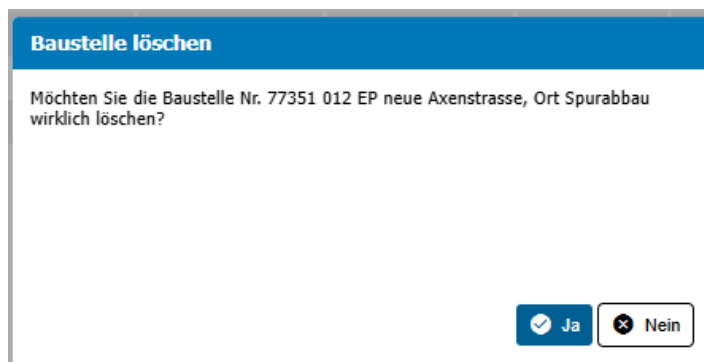 Baustelle löschen
Möchten Sie die Baustelle Nr. 77351 012 EP neue Axenstrasse, Ort Spurabbau
wirklich löschen?
Ja Nein